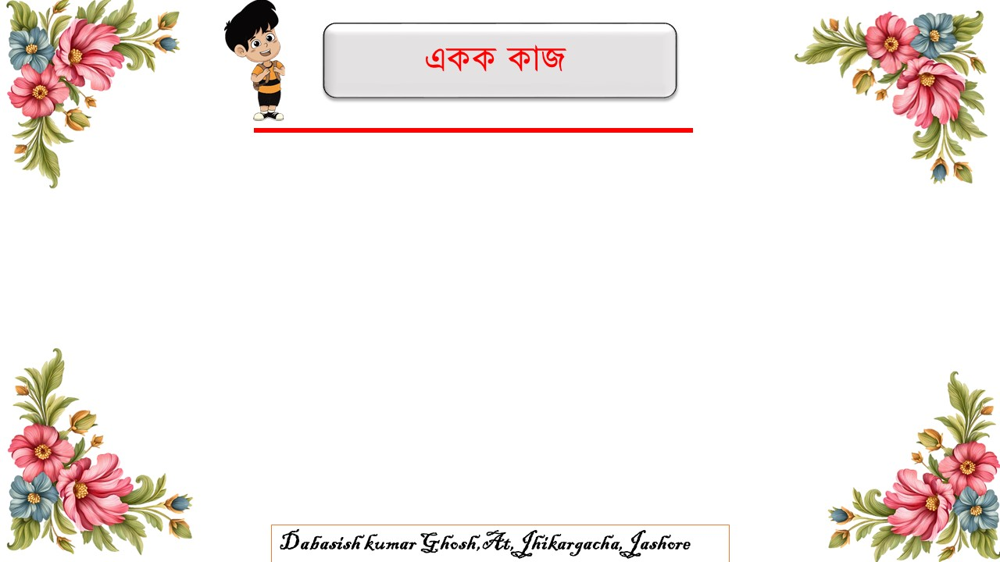 একক কাজ
Dabasish kumar Ghosh,At, Jhikargacha, Jashore